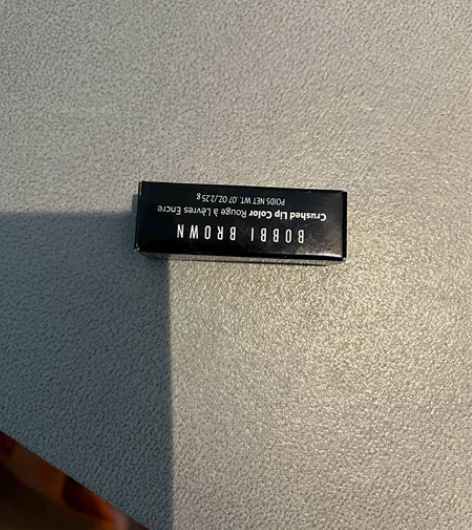 BOBBI BROWN
Crushed Lip Color Rouge à Lèvres Encre
POIDS NET WT. .07 OZ./2.25 g